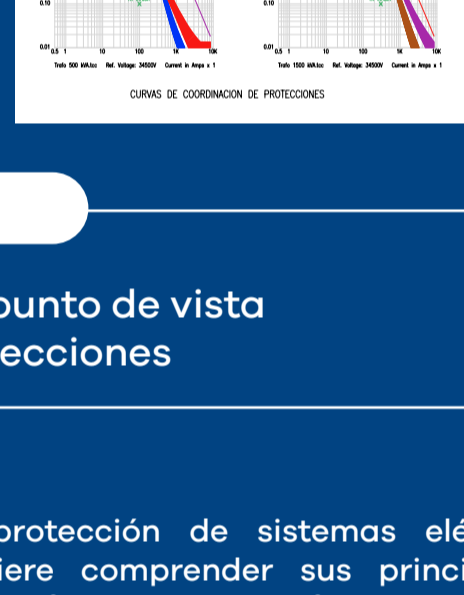 0.10 0.10
0.01 0.01
0.5 1 10 100 1K 10K 0.5 1 10 100 1K 10K
Trafo 500 kVA.tcc Ref. Voltage: 34500V Current in Amps x 1 Trafo 1500 kVA.tcc Ref. Voltage: 34500V Current in Amps x 1
CURVAS DE COORDINACION DE PROTECCIONES
punto de vista
ecciones
protección de sistemas elé
iere comprender sus princi